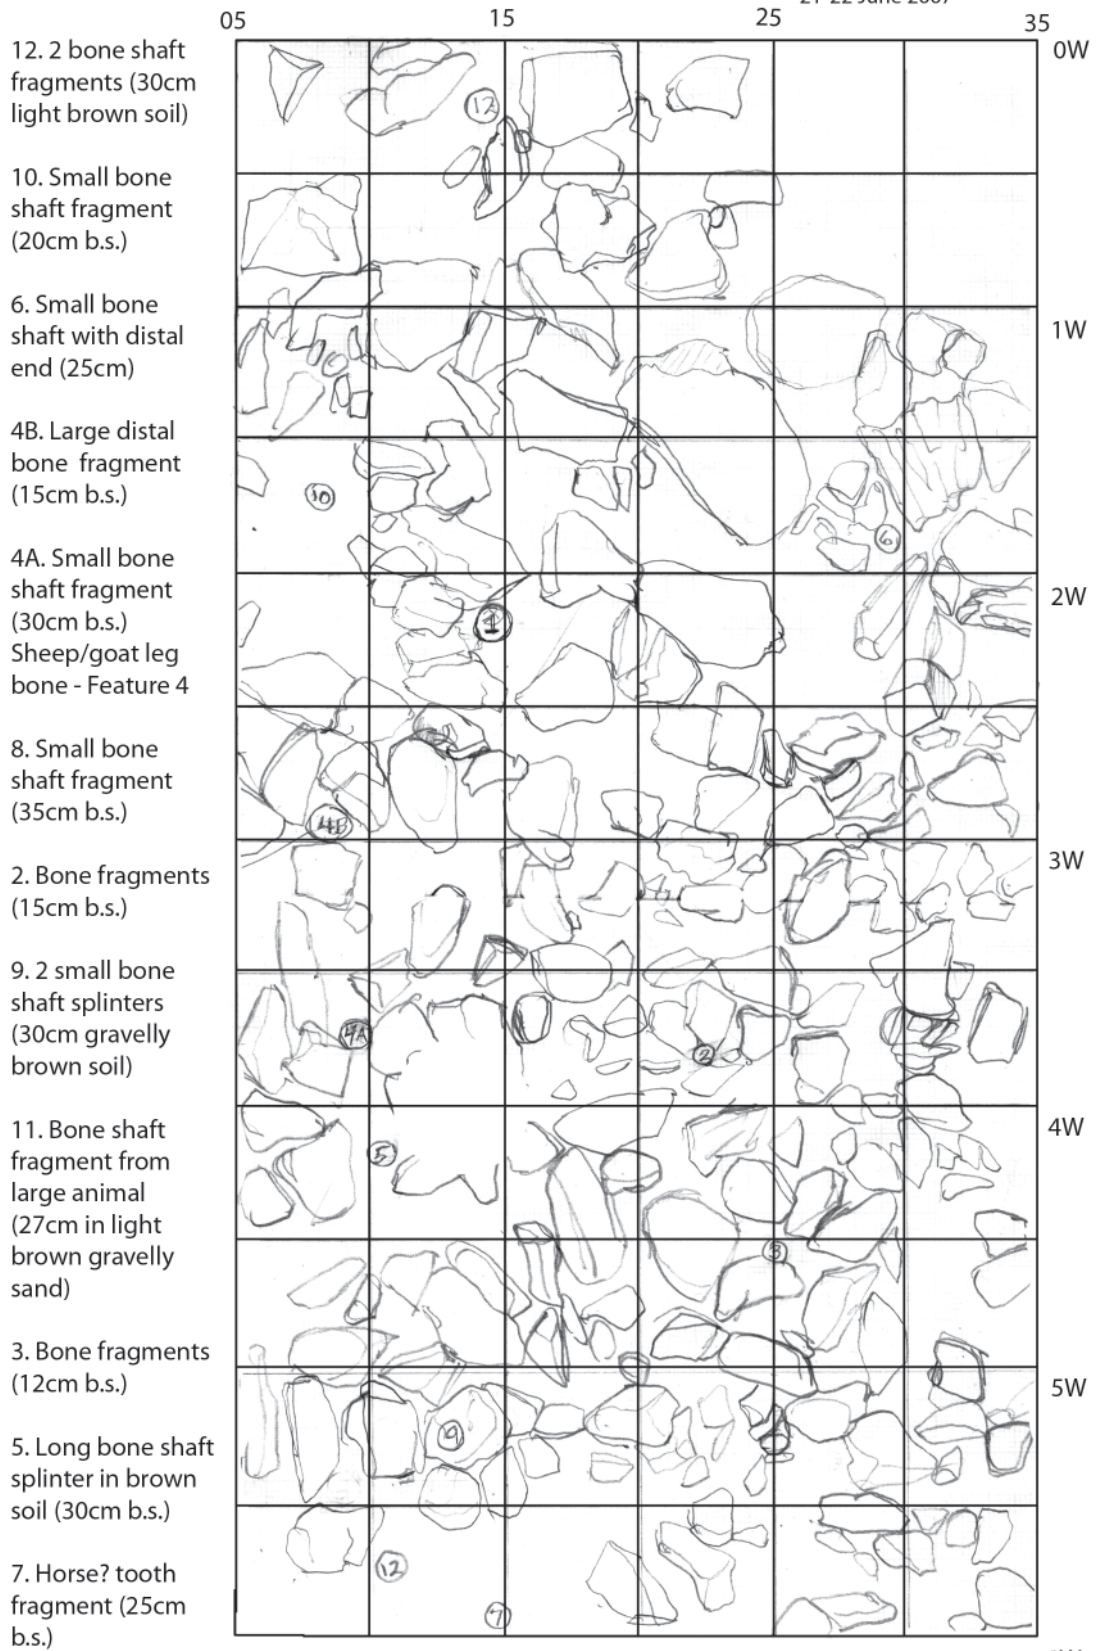 05 15 25 35
12. 2 bone shaft
fragments (30cm
light brown soil)
10. Small bone
shaft fragment
(20cm b.s.)
6. Small bone
shaft with distal
end (25cm)
4B. Large distal
bone fragment
(15cm b.s.)
4A. Small bone
shaft fragment
(30cm b.s.)
Sheep/goat leg
bone - Feature 4
8. Small bone
shaft fragment
(35cm b.s.)
2. Bone fragments
(15cm b.s.)
9. 2 small bone
shaft splinters
(30cm gravelly
brown soil)
11. Bone shaft
fragment from
large animal
(27cm in light
brown gravelly
sand)
3. Bone fragments
(12cm b.s.)
5. Long bone shaft
splinter in brown
soil (30cm b.s.)
7. Horse? tooth
fragment (25cm
b.s.)
0W
12
1W
10
6
2W
1
4B
3W
4A
2
4W
5
3
5W
9
12
7